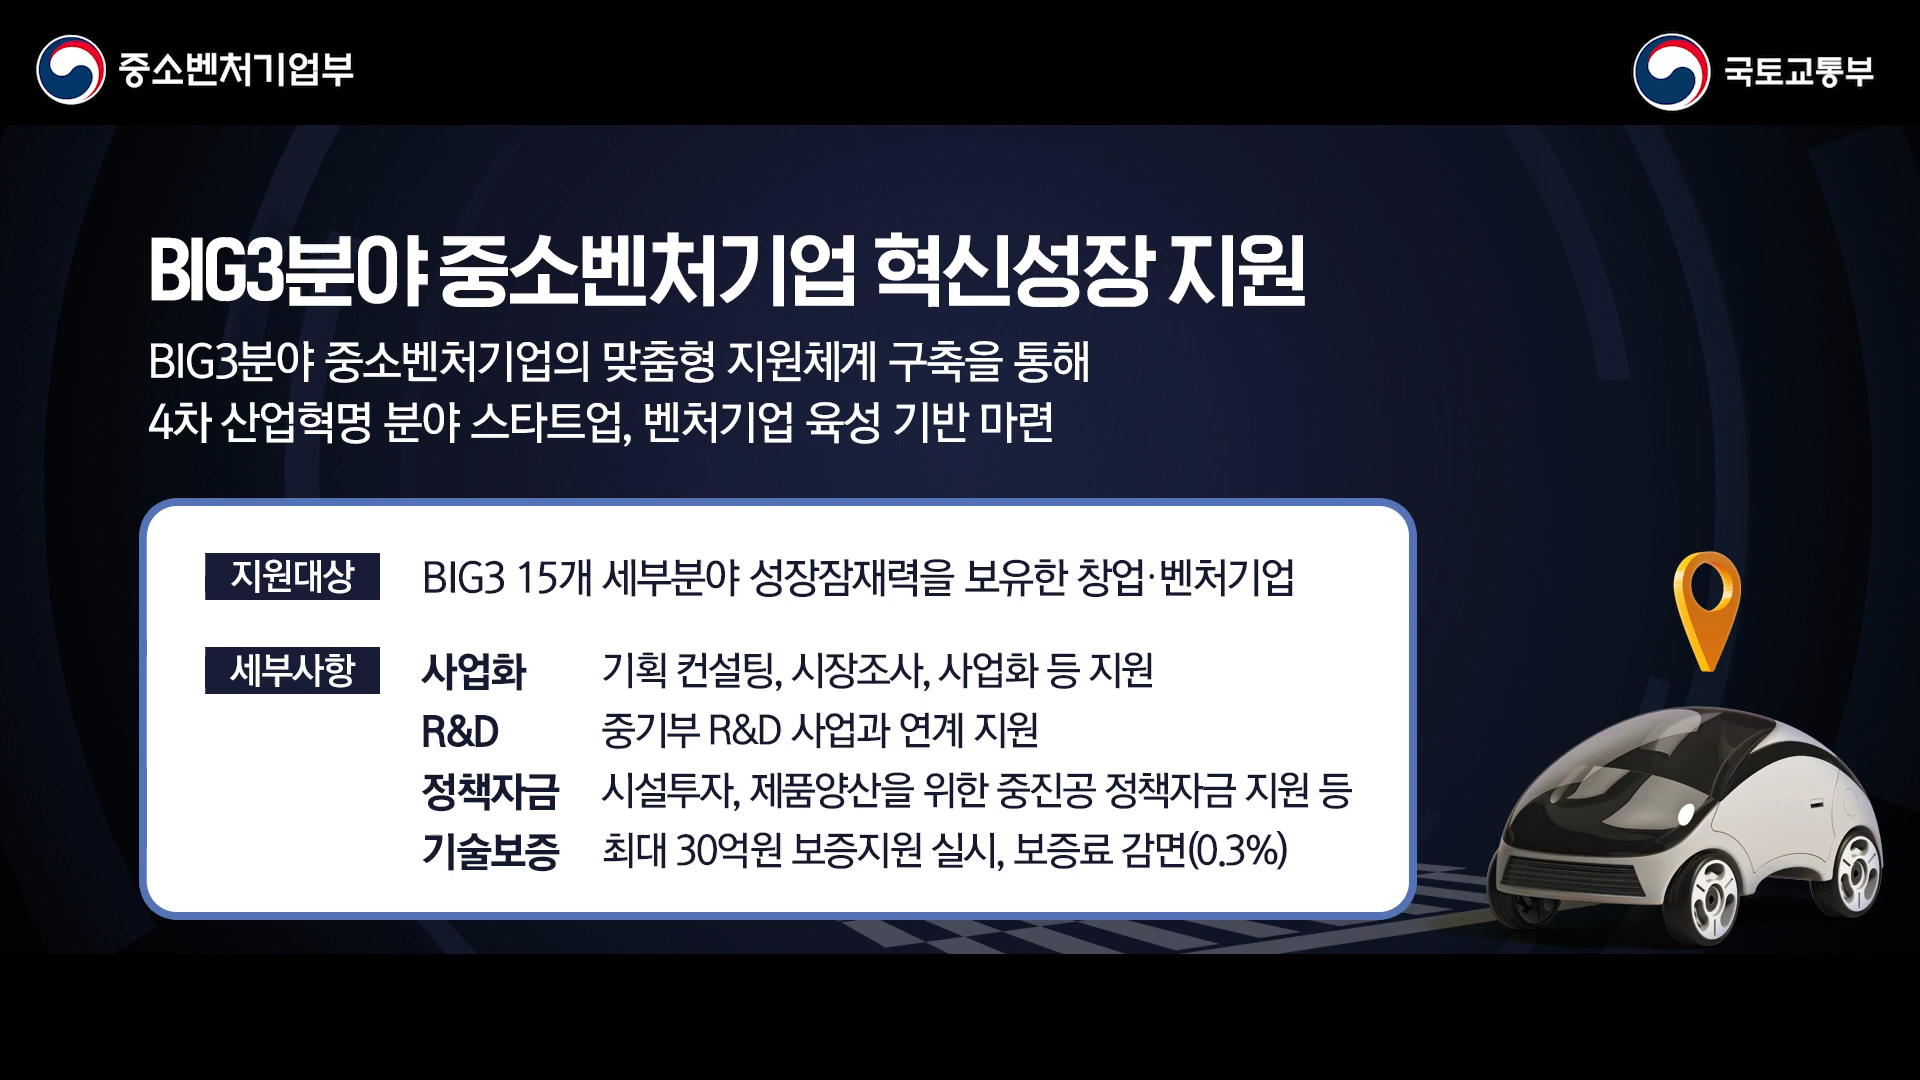 중소벤처기업부
국토교통부
BIG3분야 중소벤처기업 혁신성장 지원
BIG3분야 중소벤처기업의 맞춤형 지원체계 구축을 통해
4차 산업혁명 분야 스타트업, 벤처기업 육성 기반 마련
지원대상 BIG3 15개 세부분야 성장잠재력을 보유한 창업·벤처기업
세부사항 사업화 기획 컨설팅, 시장조사, 사업화 등 지원
R&D 중기부 R&D 사업과 연계 지원
정책자금 시설투자, 제품양산을 위한 중진공 정책자금 지원 등
기술보증 최대 30억원 보증지원 실시, 보증료 감면(0.3%)